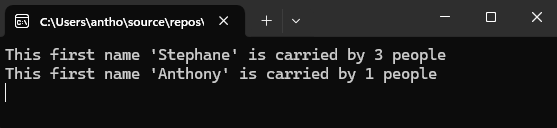 C:\Users\antho\source\repos\
This first name 'Stephane' is carried by 3 people
This first name 'Anthony' is carried by 1 people